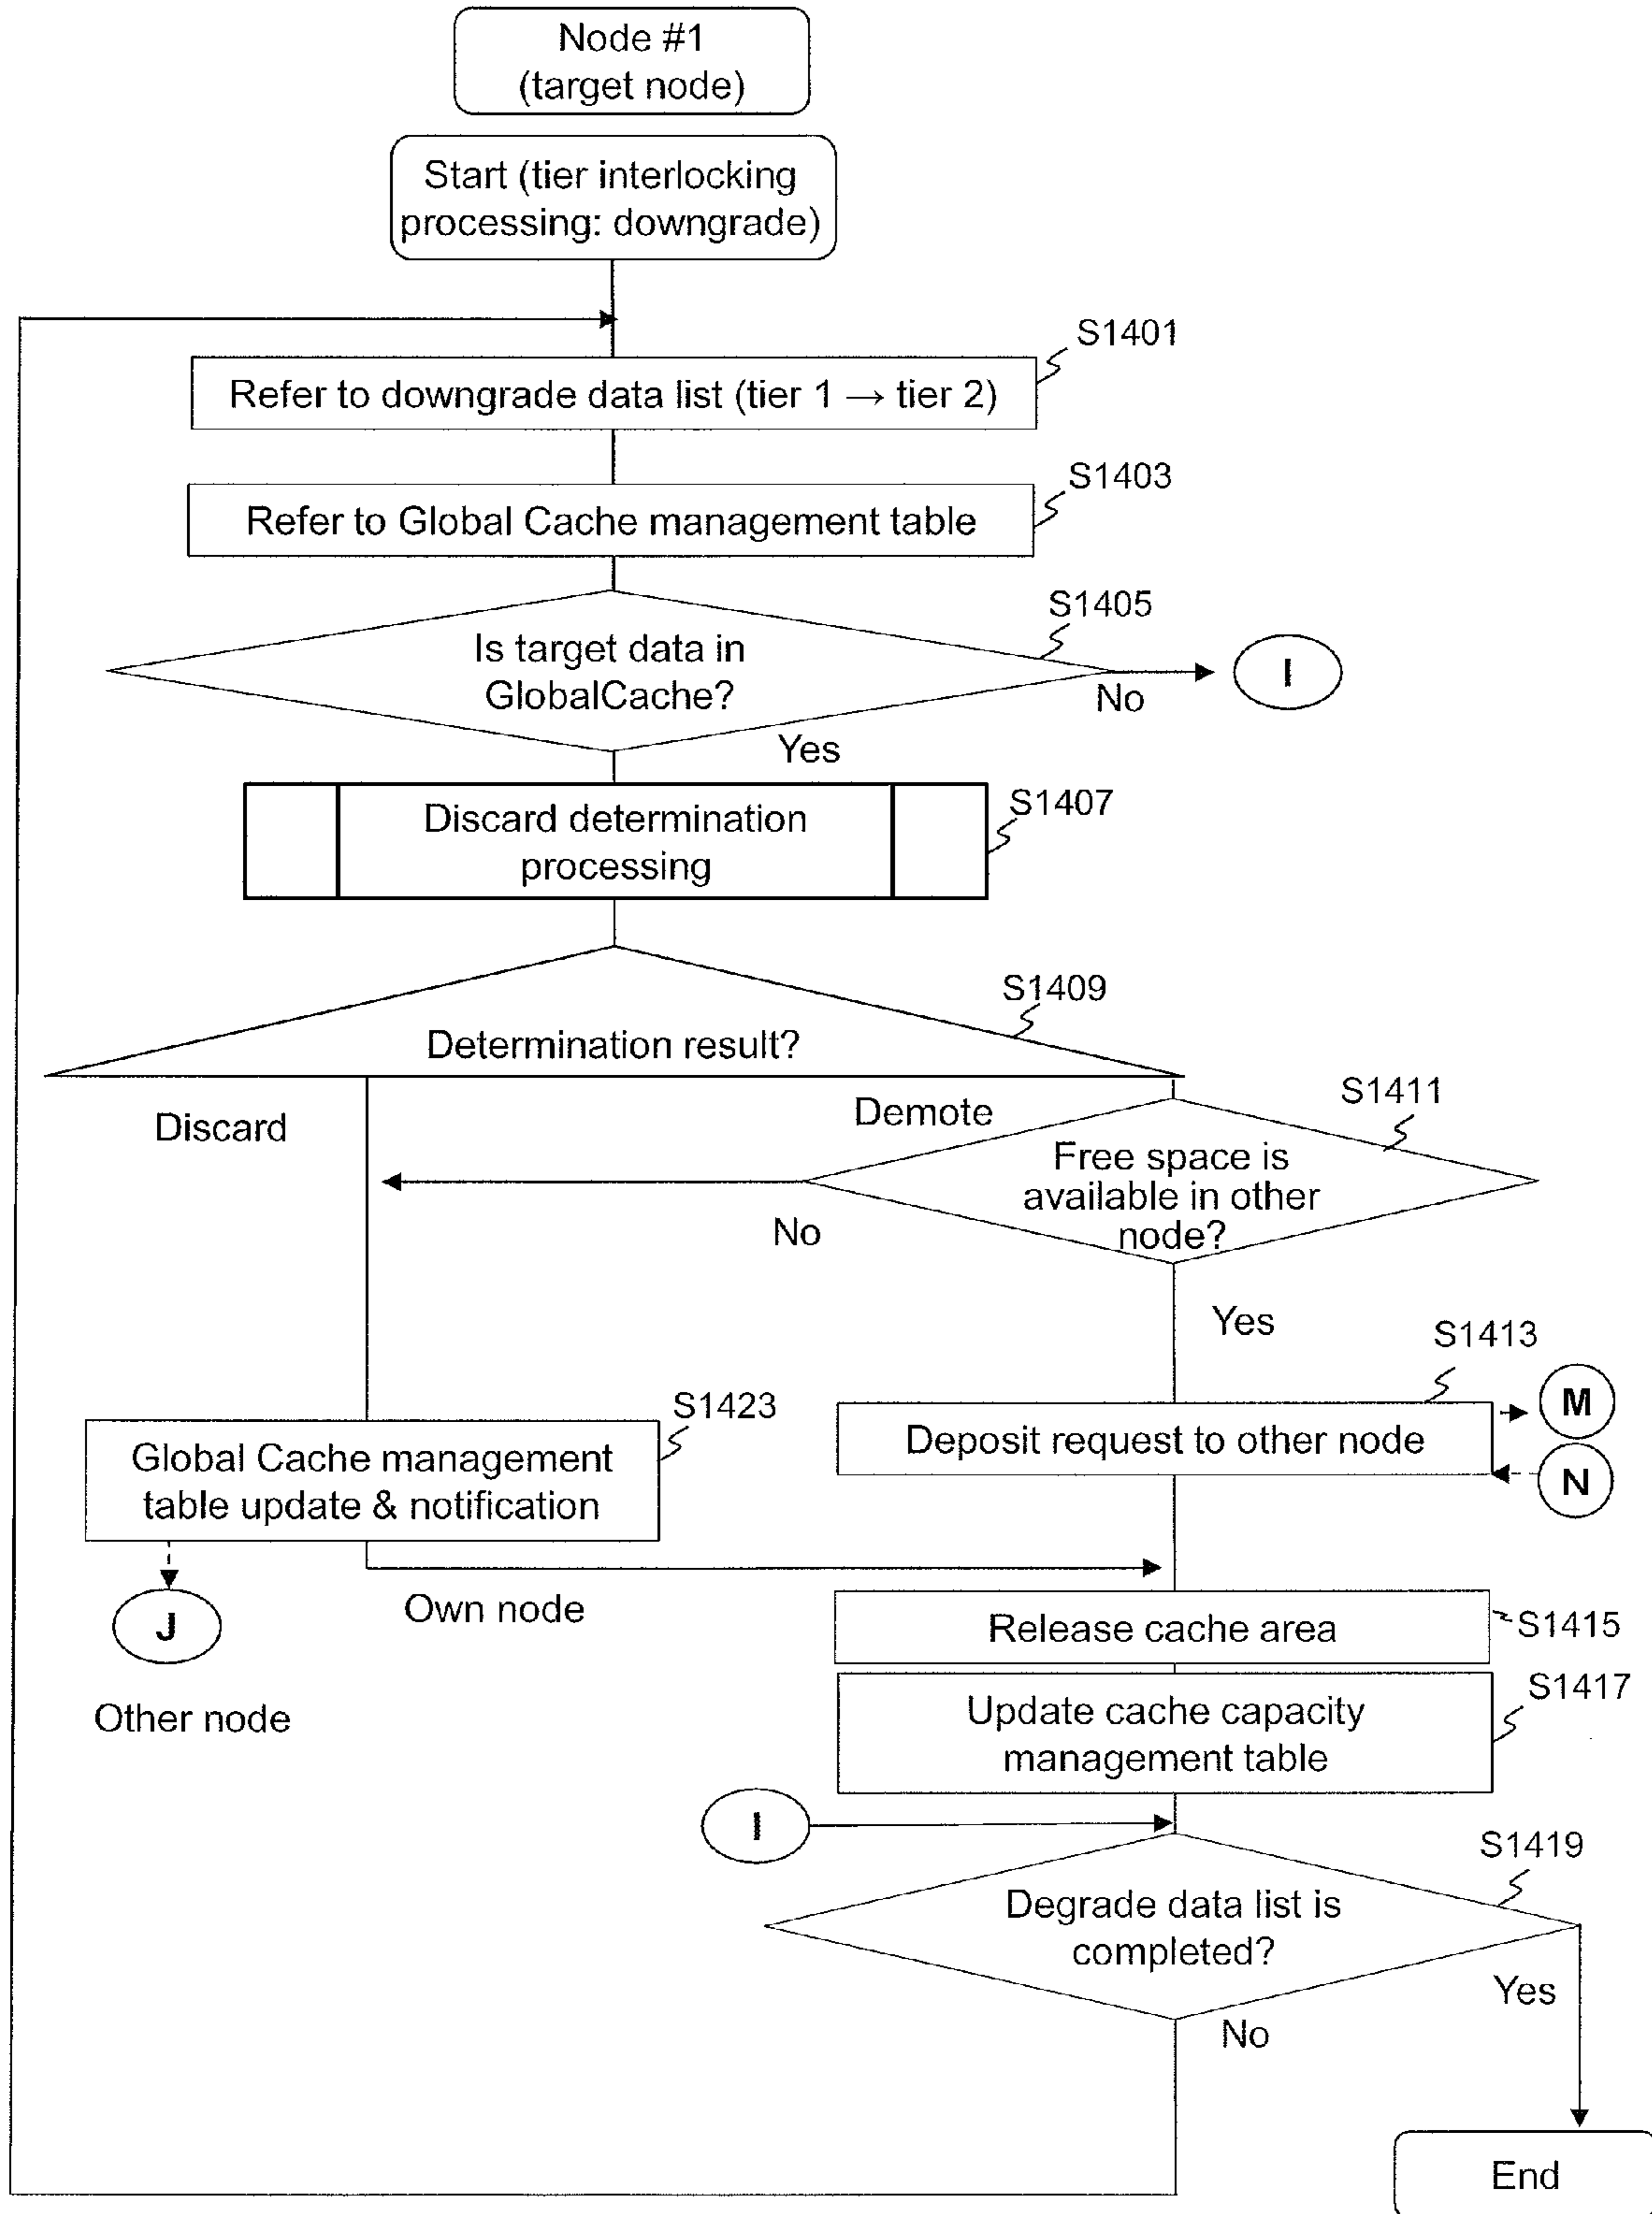 Node #1
(target node)
Start (tier interlocking
processing: downgrade)
S1401
Refer to downgrade data list (tier 1 → tier 2)
S1403
Refer to Global Cache management table
S1405
Is target data in
GlobalCache?
No
I
Yes
S1407
Discard determination
processing
S1409
Determination result?
S1411
Discard
Demote
Free space is
available in other
node?
No
Yes
S1413
M
Deposit request to other node
N
S1423
Global Cache management
table update & notification
Own node
J
Other node
Release cache area
S1415
S1417
Update cache capacity
management table
I
S1419
Degrade data list is
completed?
Yes
No
End